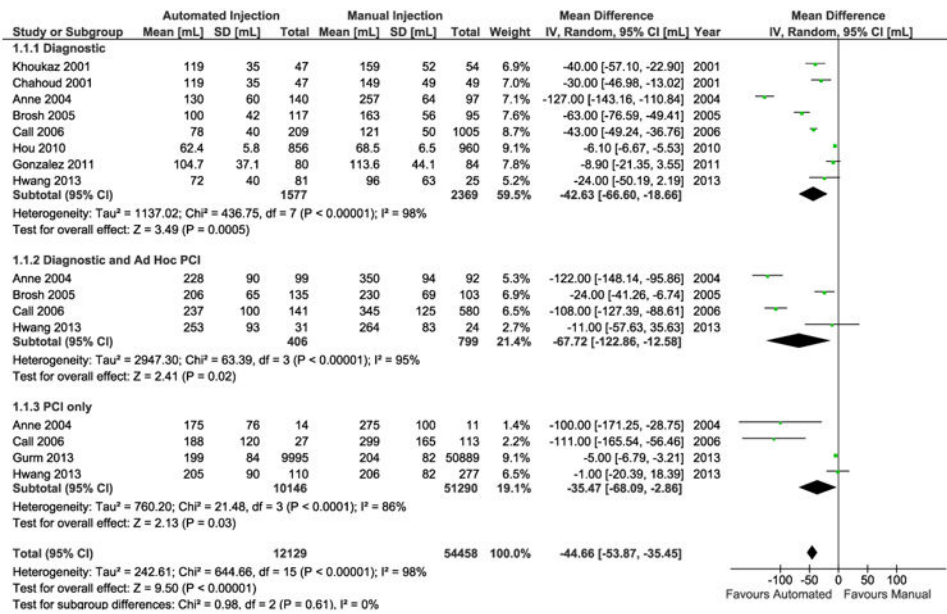 Automated Injection Manual Injection Mean Difference Mean Difference
Study or Subgroup Mean [mL] SD [mL] Total Mean [mL] SD [mL] Total Weight IV, Random, 95% CI [mL] Year IV, Random, 95% CI [mL]
1.1.1 Diagnostic
Khoukaz 2001 119 35 47 159 52 54 6.9% -40.00 [-57.10, -22.90] 2001
Chahoud 2001 119 35 47 149 49 49 6.9% -30.00 [-46.98, -13.02] 2001
Anne 2004 130 60 140 257 64 97 7.1% -127.00 [-143.16, -110.84] 2004
Brosh 2005 100 42 117 163 56 95 7.7% -63.00 [-76.59, -49.41] 2005
Call 2006 78 40 209 121 50 1005 9.7% -43.00 [-49.24, -36.76] 2006
Hou 2010 62.4 5.8 856 68.5 6.5 960 9.1% -6.10 [-6.67, -5.53] 2010
Gonzalez 2011 104.7 37.1 80 113.6 44.1 84 7.8% -8.90 [-21.35, 3.55] 2011
Hwang 2013 72 40 81 96 63 25 5.2% -24.00 [-50.19, 2.19] 2013
Subtotal (95% CI) 1577 2369 59.5% -42.63 [-66.60, -18.66]
Heterogeneity: Tau² = 1137.02; Chi² = 436.75, df = 7 (P < 0.00001); I² = 98%
Test for overall effect: Z = 3.49 (P = 0.0005)
1.1.2 Diagnostic and Ad Hoc PCI
Anne 2004 228 90 99 350 94 92 5.3% -122.00 [-148.14, -95.86] 2004
Brosh 2005 206 65 135 230 69 103 6.9% -24.00 [-41.26, -6.74] 2005
Call 2006 237 100 141 345 125 580 6.5% -108.00 [-127.39, -88.61] 2006
Hwang 2013 253 93 31 264 83 24 2.7% -11.00 [-57.63, 35.63] 2013
Subtotal (95% CI) 406 799 21.4% -67.72 [-122.86, -12.58]
Heterogeneity: Tau² = 2947.30; Chi² = 63.39, df = 3 (P < 0.00001); I² = 95%
Test for overall effect: Z = 2.41 (P = 0.02)
1.1.3 PCI only
Anne 2004 175 76 14 275 100 11 1.4% -100.00 [-171.25, -28.75] 2004
Call 2006 188 120 27 299 165 113 2.2% -111.00 [-165.54, -56.46] 2006
Gurm 2013 199 84 9995 204 82 50889 9.0% -5.00 [-6.79, -3.21] 2013
Hwang 2013 205 90 110 206 82 277 6.5% -1.00 [-20.39, 18.39] 2013
Subtotal (95% CI) 10146 51290 19.1% -35.47 [-68.09, -2.86]
Heterogeneity: Tau² = 760.20; Chi² = 21.48, df = 3 (P < 0.0001); I² = 86%
Test for overall effect: Z = 2.13 (P = 0.03)
Total (95% CI) 12129 54458 100.0% -44.66 [-53.87, -35.45]
Heterogeneity: Tau² = 242.61; Chi² = 644.66, df = 15 (P < 0.00001); I² = 98%
Test for overall effect: Z = 9.50 (P < 0.00001)
Test for subgroup differences: Chi² = 0.98, df = 2 (P = 0.61), I² = 0%
-100 -50 0 50 100
Favours Automated Favours Manual